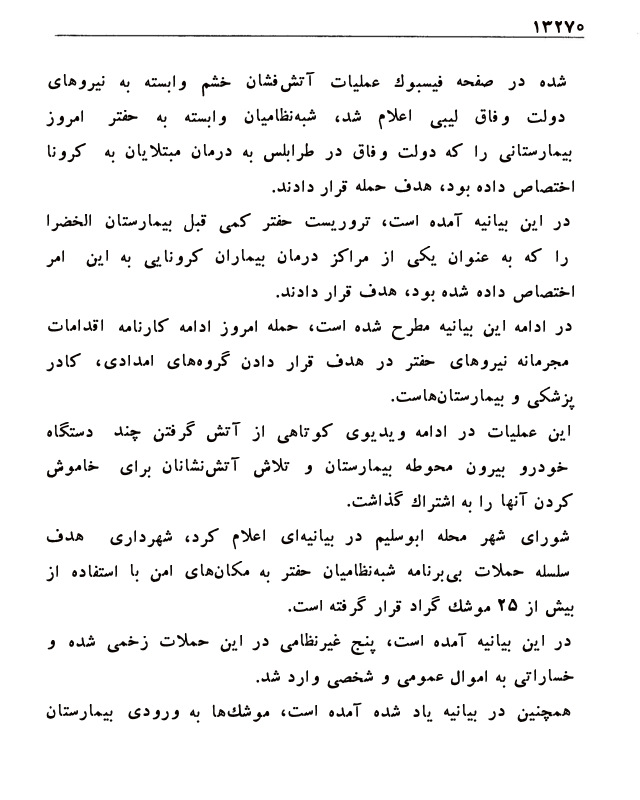 ۱۳۲۷۰
شده در صفحه فیسبوك عملیات آتش‌فشان خشم وابسته به نیروهای
دولت وفاق لیبی اعلام شد، شبه‌نظامیان وابسته به حفتر امروز
بیمارستانی را که دولت وفاق در طرابلس به درمان مبتلایان به کرونا
اختصاص داده بود، هدف حمله قرار دادند.
در این بیانیه آمده است، تروریست حفتر کمی قبل بیمارستان الخضرا
را که به عنوان یکی از مراکز درمان بیماران کرونایی به این امر
اختصاص داده شده بود، هدف قرار دادند.
در ادامه این بیانیه مطرح شده است، حمله امروز ادامه کارنامه اقدامات
مجرمانه نیروهای حفتر در هدف قرار دادن گروه‌های امدادی، کادر
پزشکی و بیمارستان‌هاست.
این عملیات در ادامه ویدیوی کوتاهی از آتش گرفتن چند دستگاه
خودرو بیرون محوطه بیمارستان و تلاش آتش‌نشانان برای خاموش
کردن آنها را به اشتراك گذاشت.
شورای شهر محله ابوسلیم در بیانیه‌ای اعلام کرد، شهرداری هدف
سلسله حملات بی‌برنامه شبه‌نظامیان حفتر به مکان‌های امن با استفاده از
بیش از ۲۵ موشك گراد قرار گرفته است.
در این بیانیه آمده است، پنج غیرنظامی در این حملات زخمی شده و
خساراتی به اموال عمومی و شخصی وارد شد.
همچنین در بیانیه یاد شده آمده است، موشك‌ها به ورودی بیمارستان